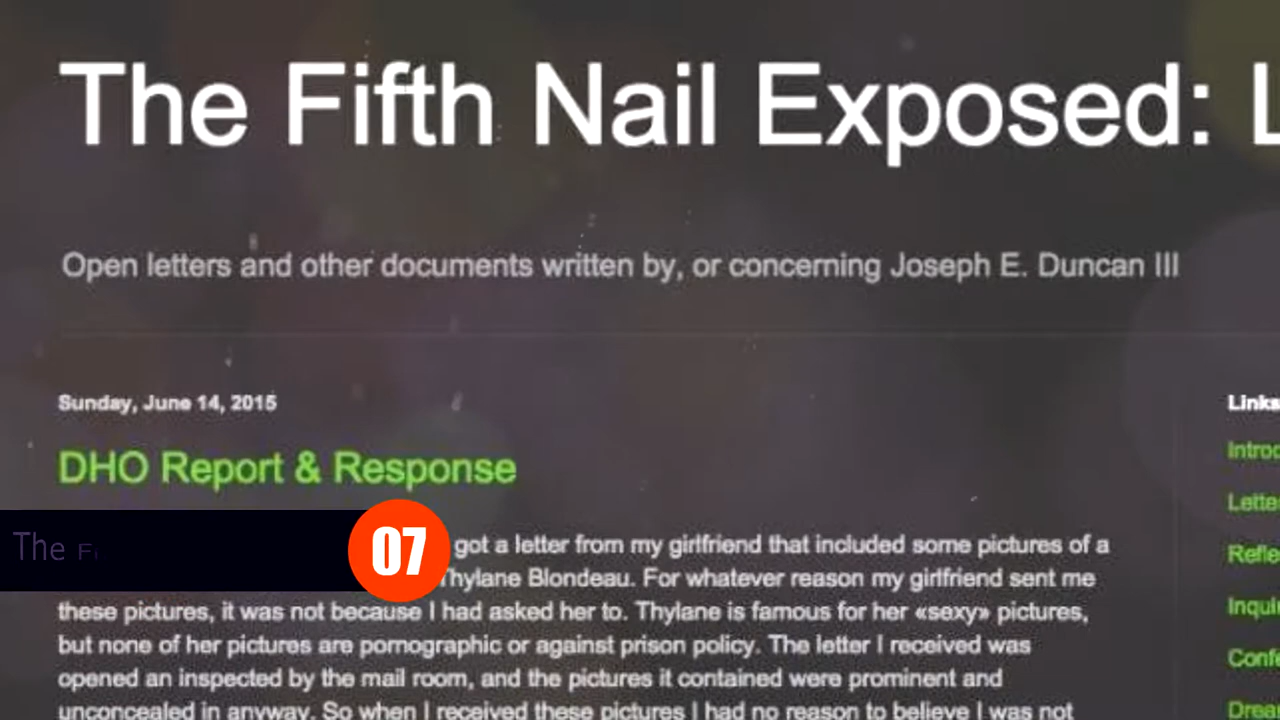 The Fifth Nail Exposed:
Open letters and other documents written by, or concerning Joseph E. Duncan III
Sunday, June 14, 2015
Links
DHO Report & Response
The
07
got a letter from my girlfriend that included some pictures of a
Thylane Blondeau. For whatever reason my girlfriend sent me
these pictures, it was not because I had asked her to. Thylane is famous for her «sexy» pictures,
but none of her pictures are pornographic or against prison policy. The letter I received was
opened an inspected by the mail room, and the pictures it contained were prominent and
unconcealed in anyway. So when I received these pictures I had no reason to believe I was not